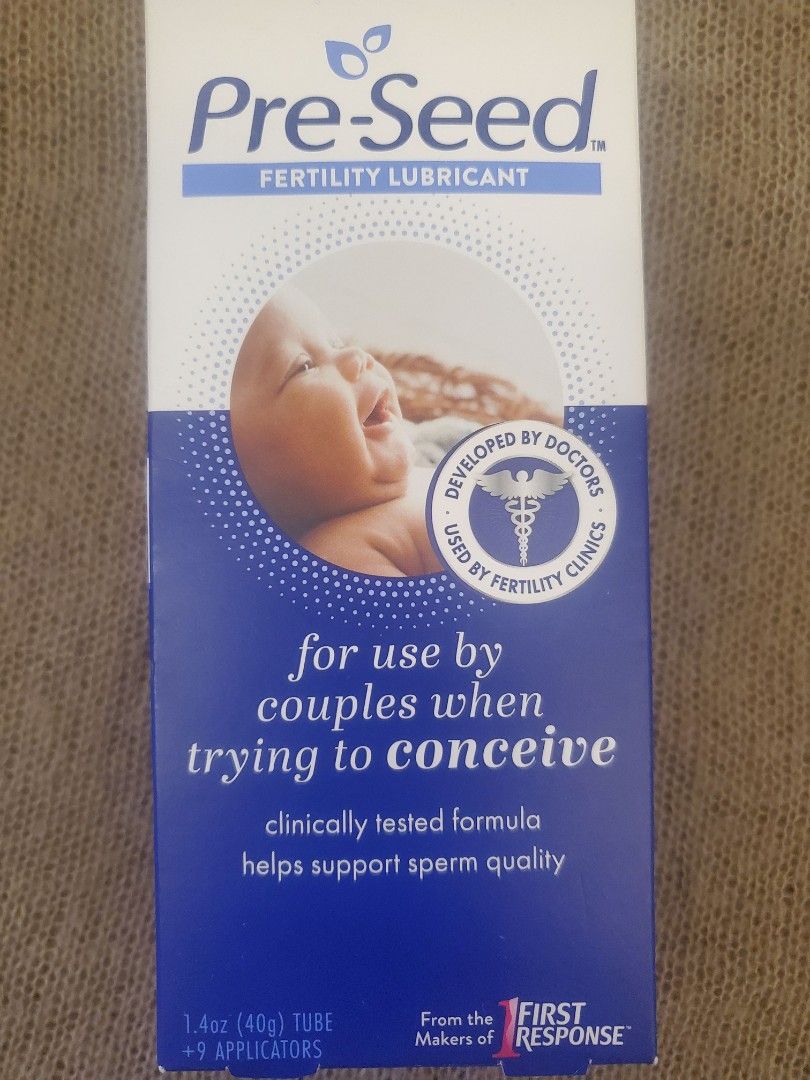 Pre-Seed™
FERTILITY LUBRICANT
DEVELOPED BY DOCTORS
USED BY FERTILITY CLINICS
for use by
couples when
trying to conceive
clinically tested formula
helps support sperm quality
1.4oz (40g) TUBE
+9 APPLICATORS
From the
Makers of
1 FIRST
RESPONSE™